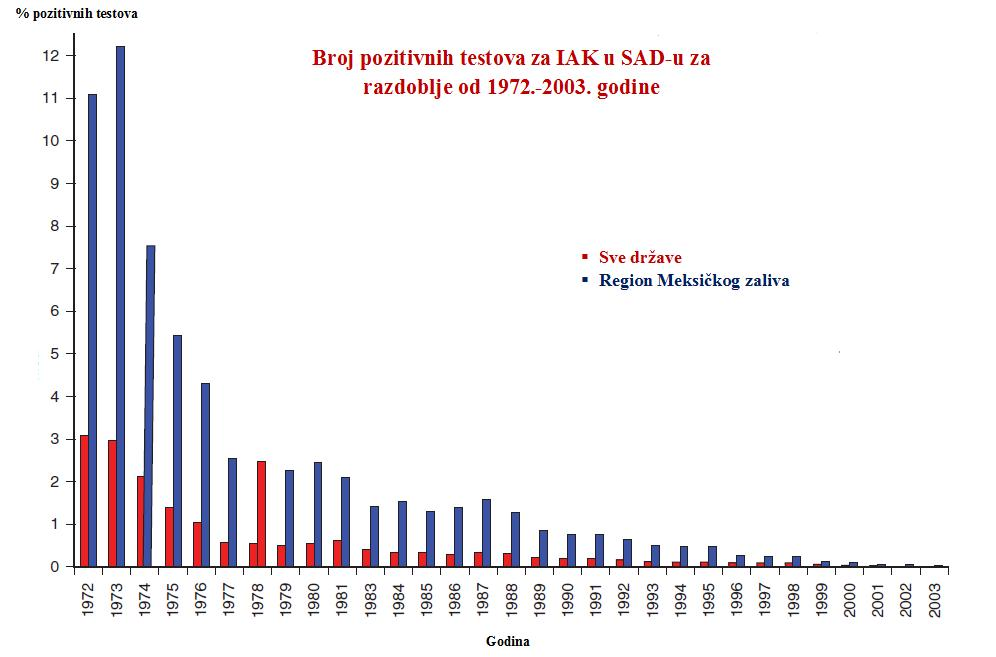 % pozitivnih testova
Broj pozitivnih testova za IAK u SAD-u za
razdoblje od 1972.-2003. godine
12
11
10
9
8
7
6
5
4
3
2
1
0
Sve države
Region Meksičkog zaliva
1972 1973 1974 1975 1976 1977 1978 1979 1980 1981 1983 1984 1985 1986 1987 1988 1989 1990 1991 1992 1993 1994 1995 1996 1997 1998 1999 2000 2001 2002 2003
Godina